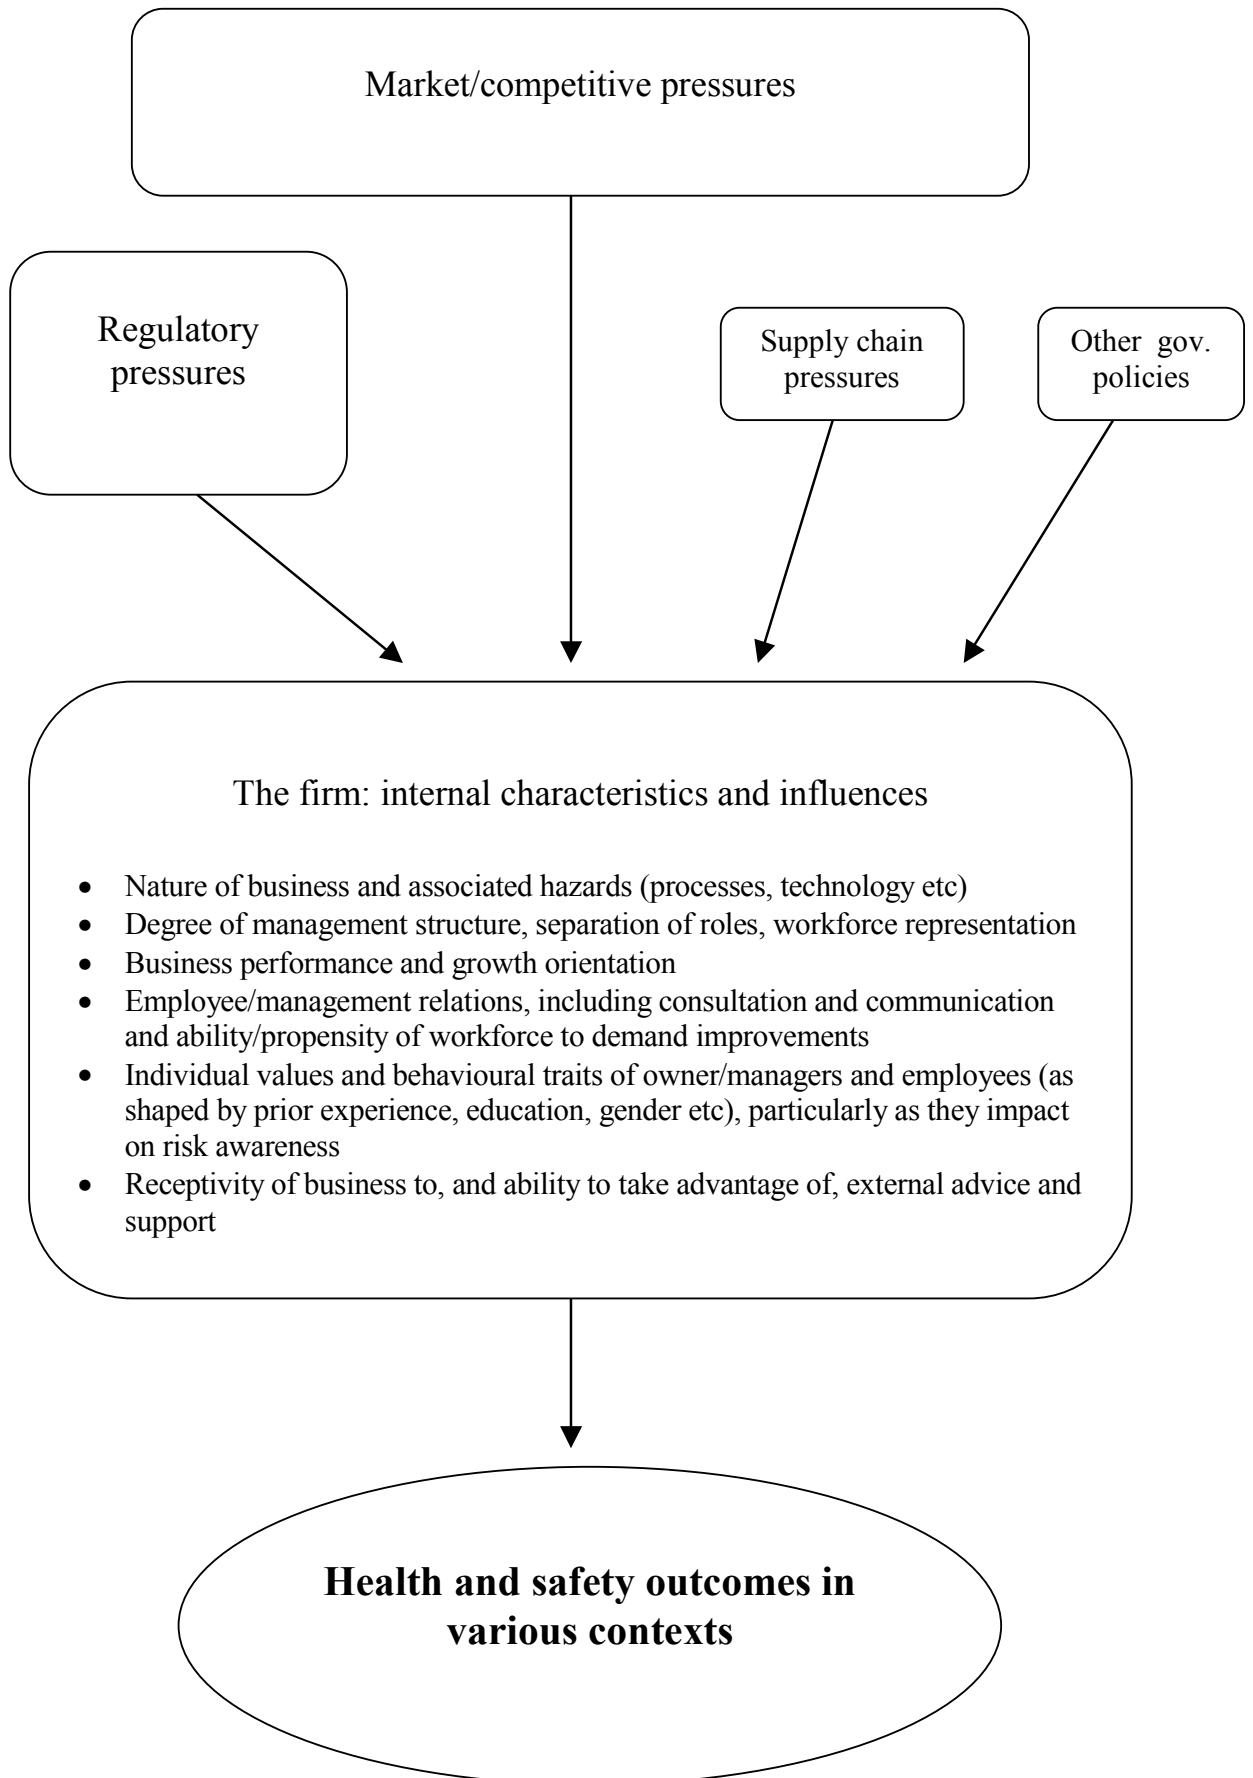 Market/competitive pressures
Regulatory
pressures
Supply chain
pressures
Other  gov.
policies
The firm: internal characteristics and influences
• Nature of business and associated hazards (processes, technology etc)
• Degree of management structure, separation of roles, workforce representation
• Business performance and growth orientation
• Employee/management relations, including consultation and communication
and ability/propensity of workforce to demand improvements
• Individual values and behavioural traits of owner/managers and employees (as
shaped by prior experience, education, gender etc), particularly as they impact
on risk awareness
• Receptivity of business to, and ability to take advantage of, external advice and
support
Health and safety outcomes in
various contexts